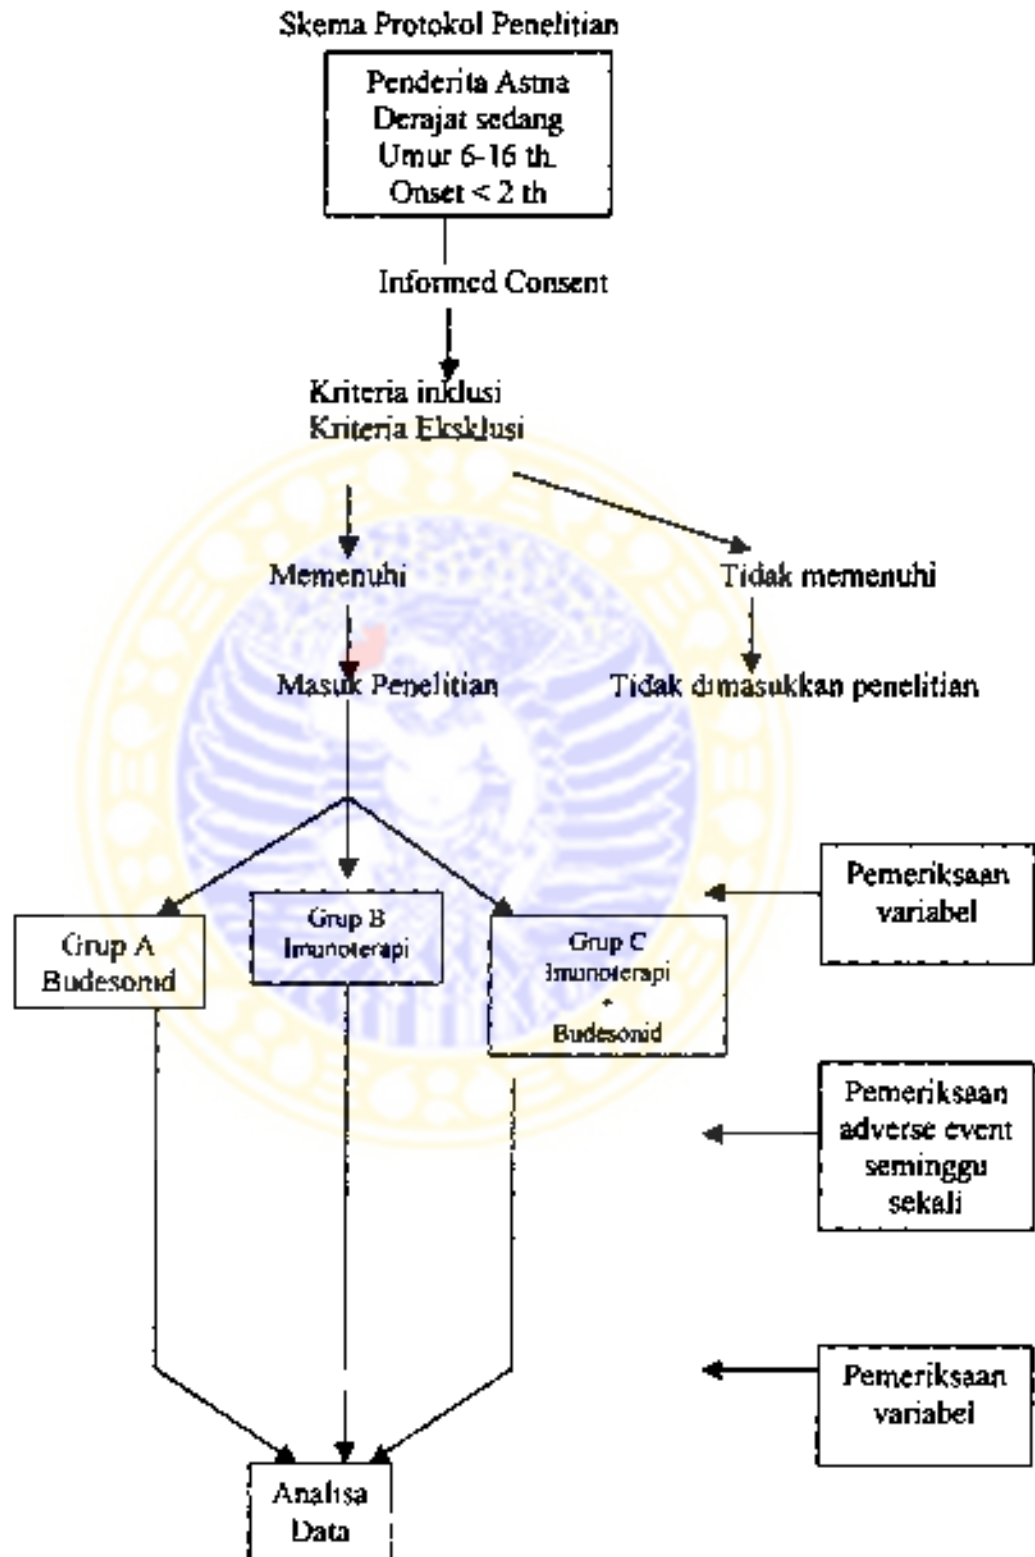 Skema Protokol Penelitian
Penderita Astma
Derajat sedang
Umur 6-16 th.
Onset < 2 th
Informed Consent
Kriteria inklusi
Kriteria Eksklusi
Memenuhi
Tidak memenuhi
Masuk Penelitian
Tidak dimasukkan penelitian
Pemeriksaan
variabel
Grup A
Budesonid
Grup B
Imunoterapi
Grup C
Imunoterapi
+
Budesonid
Pemeriksaan
adverse event
seminggu
sekali
Pemeriksaan
variabel
Analisa
Data